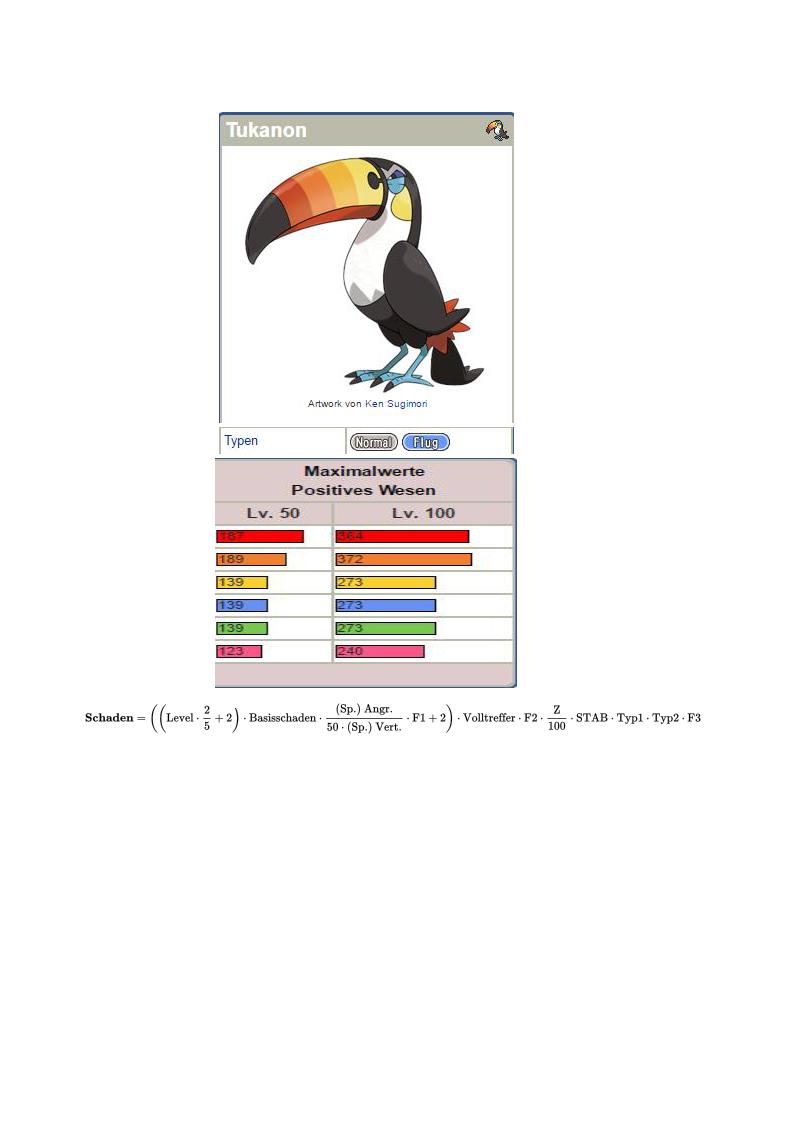 Tukanon
Artwork von Ken Sugimori
Typen Normal Flug
Maximalwerte
Positives Wesen
Lv. 50 Lv. 100
187 364
189 372
139 273
139 273
139 273
123 240
Schaden = ((Level · 2/5 + 2) · Basisschaden · (Sp.) Angr. / 50 · (Sp.) Vert. · F1 + 2) · Volltreffer · F2 · Z/100 · STAB · Typ1 · Typ2 · F3